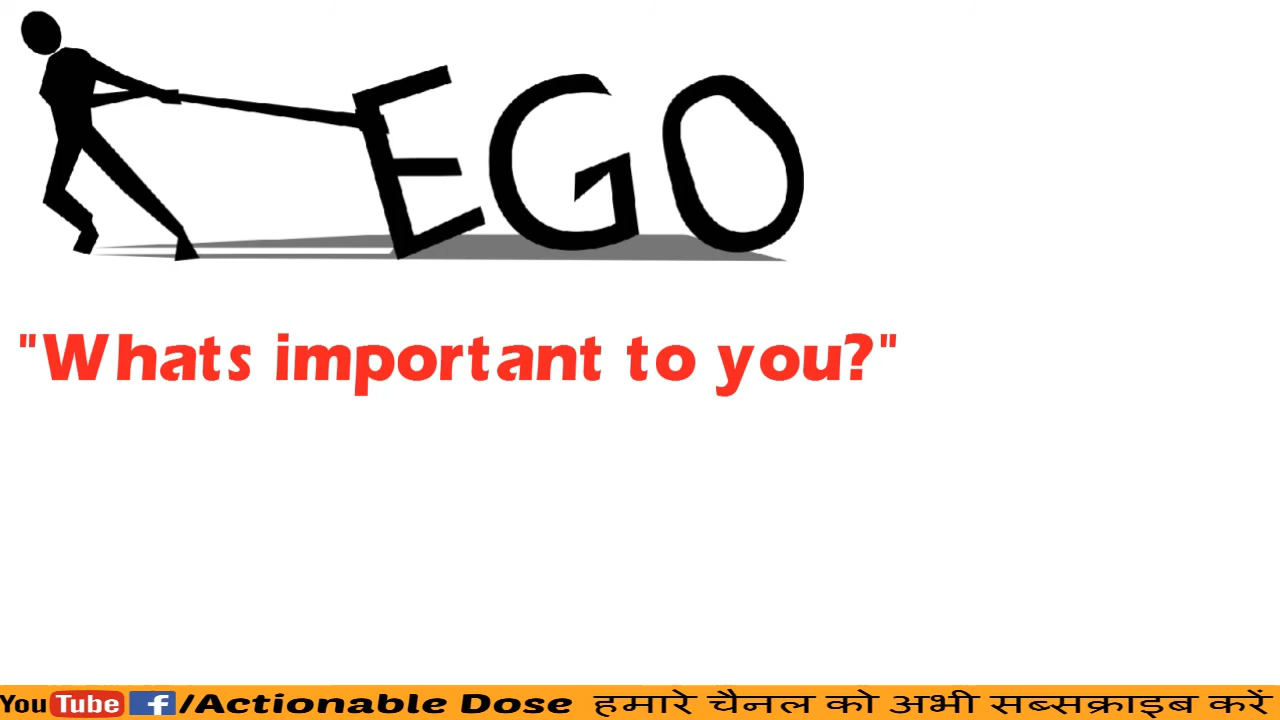 EGO
"Whats important to you?"
YouTube f/Actionable Dose हमारे चैनल को अभी सब्सक्राइब करें